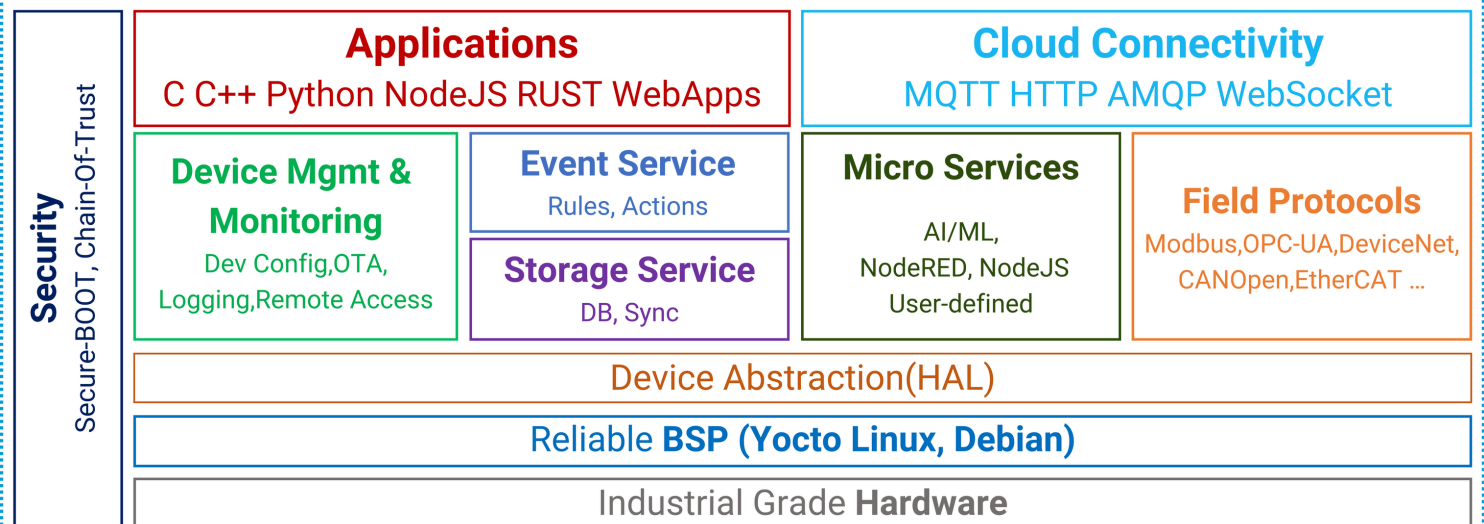 Security
Secure-BOOT, Chain-Of-Trust
Applications
C C++ Python NodeJS RUST WebApps
Cloud Connectivity
MQTT HTTP AMQP WebSocket
Device Mgmt &
Monitoring
Dev Config,OTA,
Logging,Remote Access
Event Service
Rules, Actions
Storage Service
DB, Sync
Micro Services
AI/ML,
NodeRED, NodeJS
User-defined
Field Protocols
Modbus,OPC-UA,DeviceNet,
CANOpen,EtherCAT ...
Device Abstraction(HAL)
Reliable BSP (Yocto Linux, Debian)
Industrial Grade Hardware